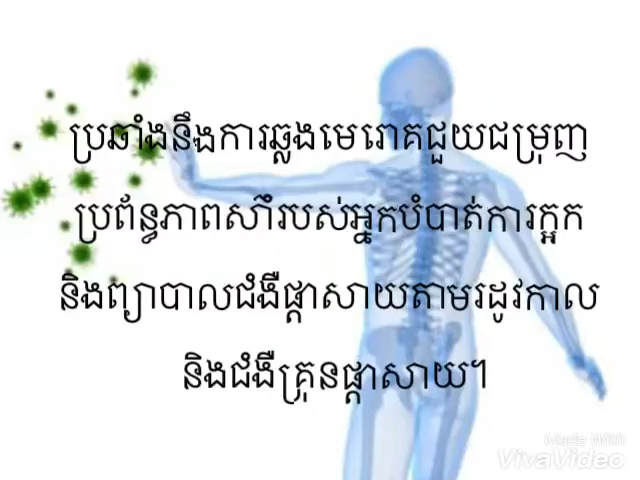 ប្រឆាំងនឹងការឆ្លងមេរោគជួយជម្រុញ
ប្រព័ន្ធភាពស៊ាំរបស់អ្នកបំបាត់ការក្អក
និងព្យាបាលជំងឺផ្តាសាយតាមរដូវកាល
និងជំងឺគ្រុនផ្តាសាយ។
Made With
VivaVideo